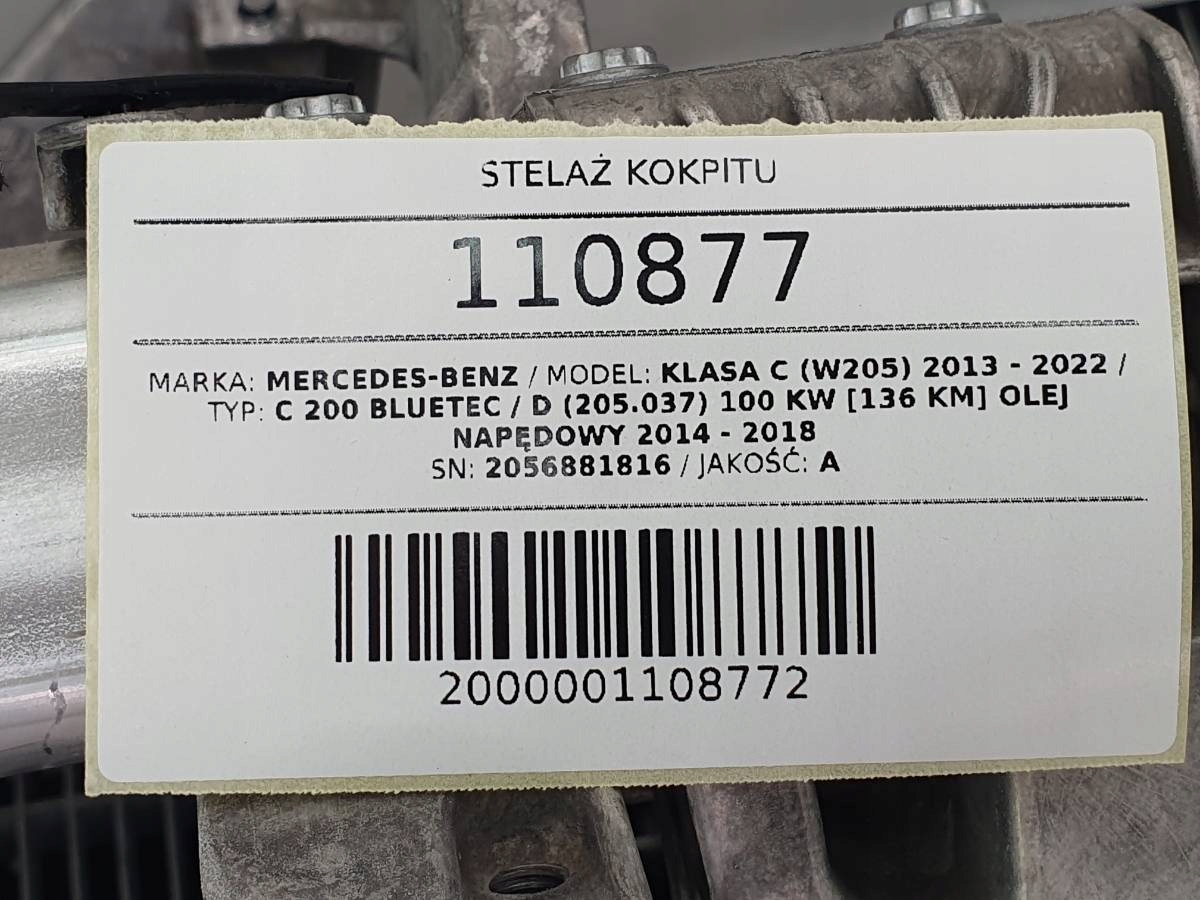 STELAŻ KOKPITU
110877
MARKA: MERCEDES-BENZ / MODEL: KLASA C (W205) 2013 - 2022 /
TYP: C 200 BLUETEC / D (205.037) 100 KW [136 KM] OLEJ
NAPĘDOWY 2014 - 2018
SN: 2056881816 / JAKOŚĆ: A
2000001108772